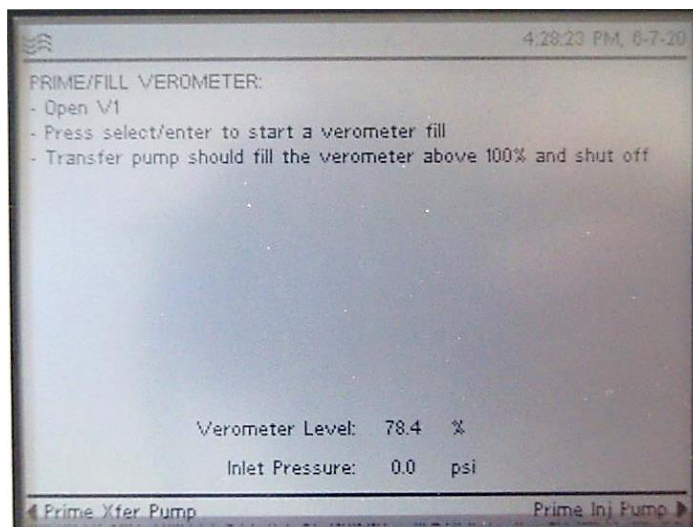 4:28:23 PM, 6-7-20
PRIME/FILL VEROMETER:
- Open V1
- Press select/enter to start a verometer fill
- Transfer pump should fill the verometer above 100% and shut off
Verometer Level: 78.4 %
Inlet Pressure: 0.0 psi
Prime Xfer Pump Prime Inj Pump